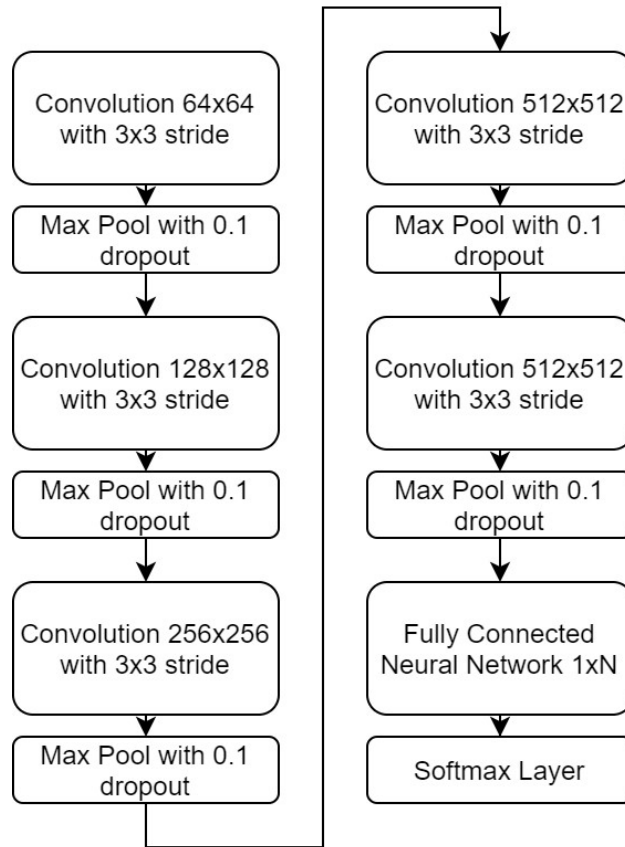 Convolution 64x64
with 3x3 stride
Max Pool with 0.1
dropout
Convolution 128x128
with 3x3 stride
Max Pool with 0.1
dropout
Convolution 256x256
with 3x3 stride
Max Pool with 0.1
dropout
Convolution 512x512
with 3x3 stride
Max Pool with 0.1
dropout
Convolution 512x512
with 3x3 stride
Max Pool with 0.1
dropout
Fully Connected
Neural Network 1xN
Softmax Layer